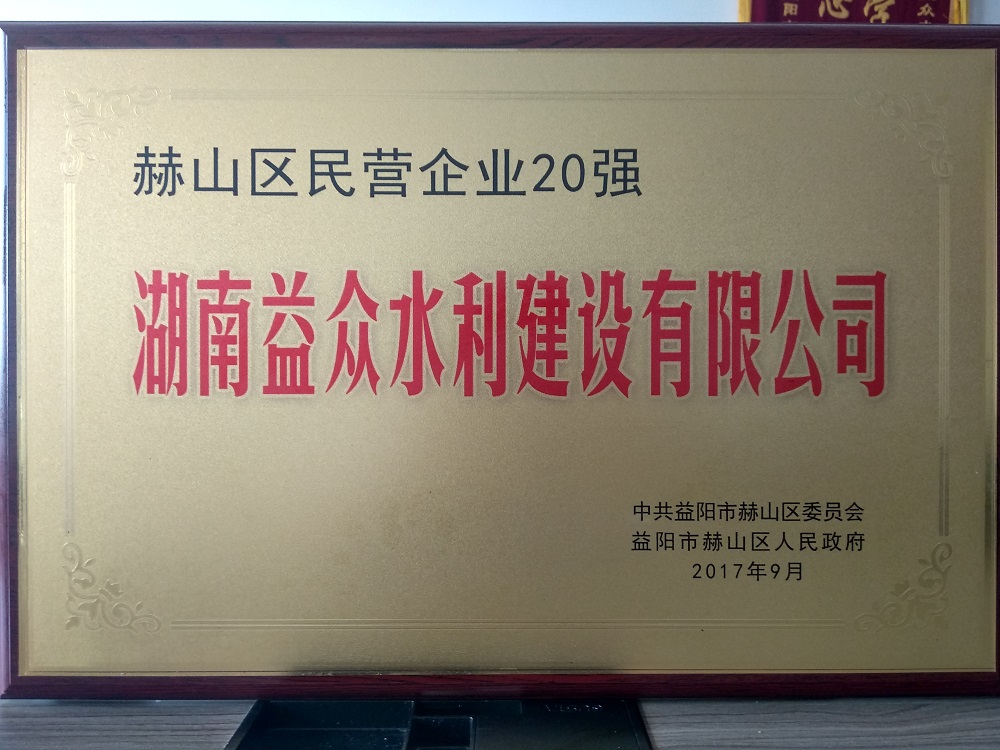 赫山区民营企业20强
湖南益众水利建设有限公司
中共益阳市赫山区委员会
益阳市赫山区人民政府
2017年9月